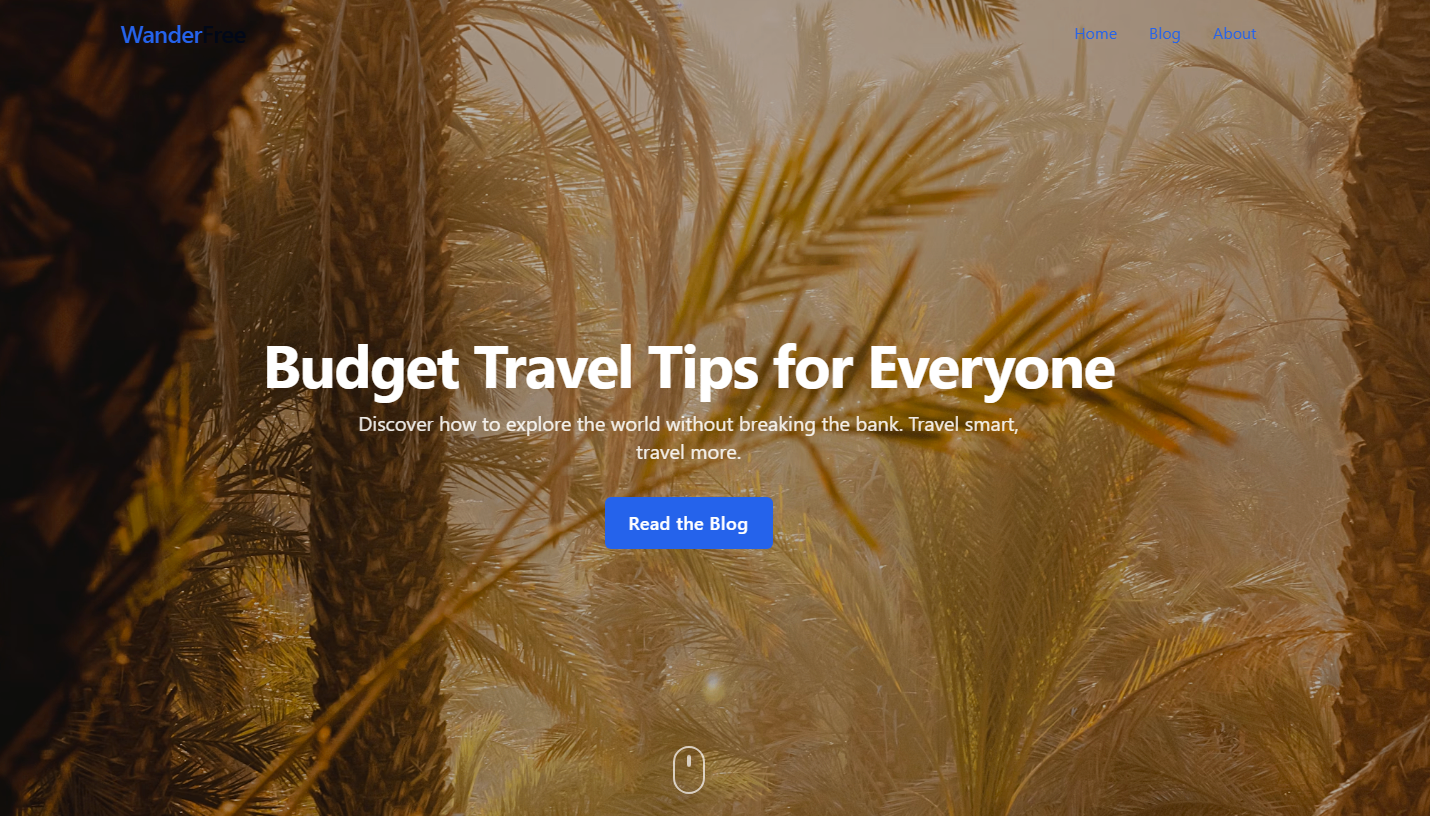 WanderFree
Home Blog About
Budget Travel Tips for Everyone
Discover how to explore the world without breaking the bank. Travel smart,
travel more.
Read the Blog